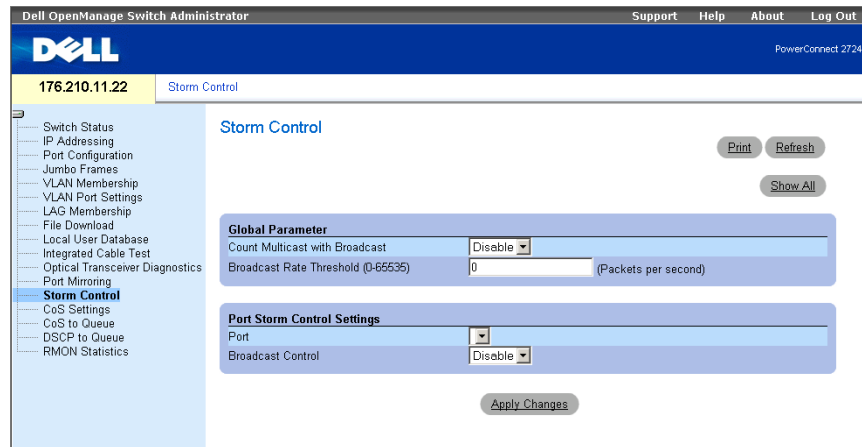 Dell OpenManage Switch Administrator
Support Help About Log Out
DELL
PowerConnect 2724
176.210.11.22
Storm Control
Switch Status
IP Addressing
Port Configuration
Jumbo Frames
VLAN Membership
VLAN Port Settings
LAG Membership
File Download
Local User Database
Integrated Cable Test
Optical Transceiver Diagnostics
Port Mirroring
Storm Control
CoS Settings
CoS to Queue
DSCP to Queue
RMON Statistics
Storm Control
Print Refresh
Show All
Global Parameter
Count Multicast with Broadcast Disable
Broadcast Rate Threshold (0-65535) 0 (Packets per second)
Port Storm Control Settings
Port
Broadcast Control Disable
Apply Changes